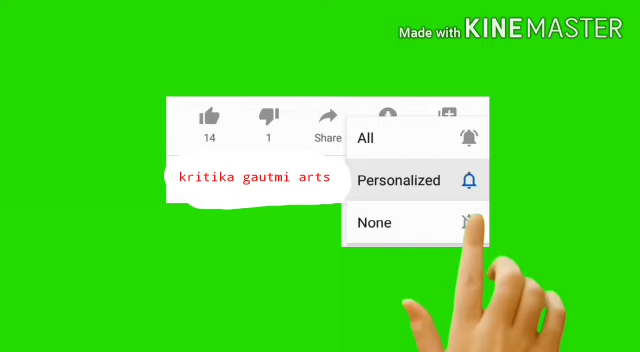 Made with KINEMASTER
14 1 Share
All
kritika gautmi arts
Personalized
None